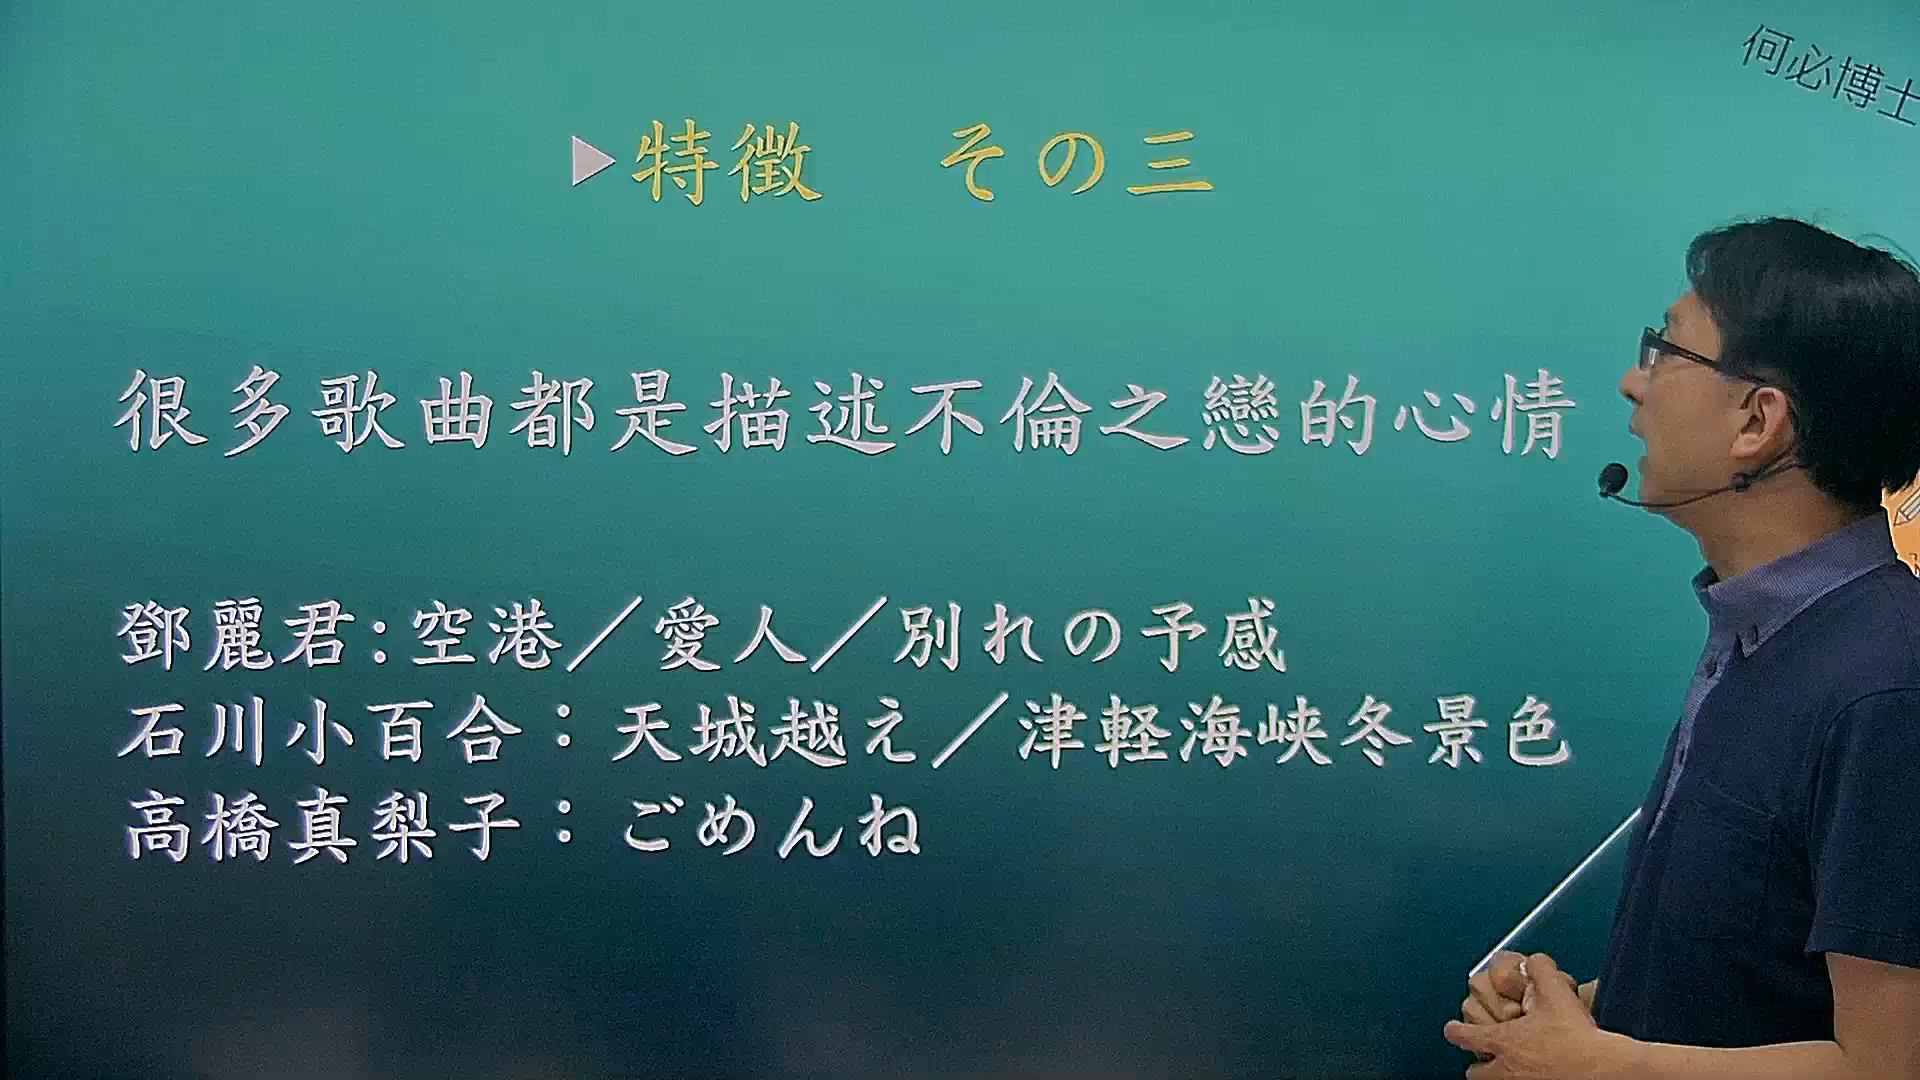 何必博士
▶特徵　その三
很多歌曲都是描述不倫之戀的心情
鄧麗君:空港／愛人／別れの予感
石川小百合：天城越え／津軽海峡冬景色
高橋真梨子：ごめんね